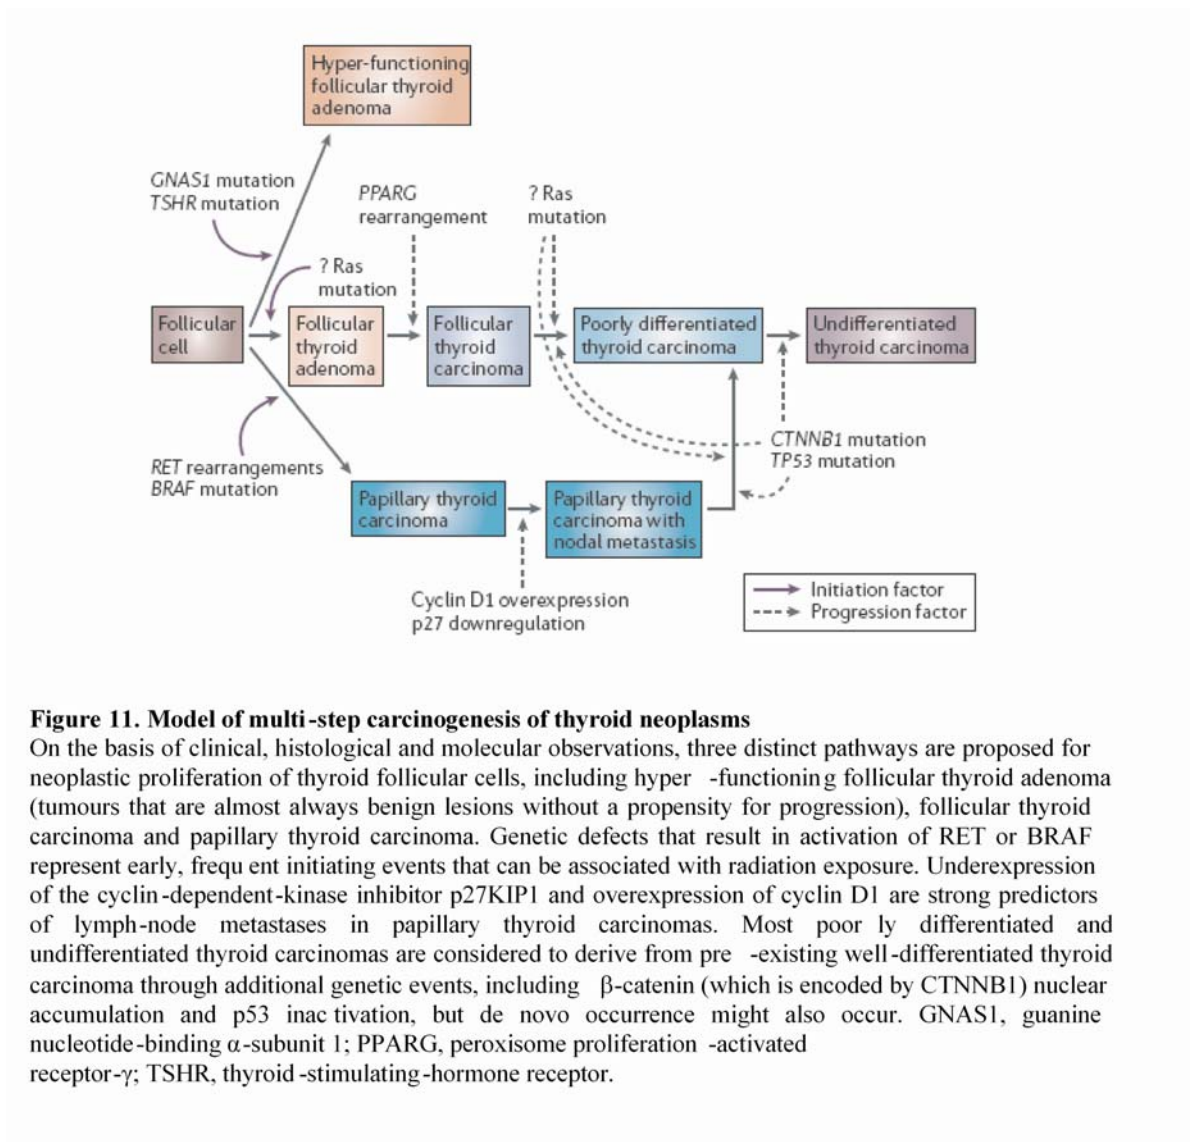 Hyper-functioning
follicular thyroid
adenoma
GNAS1 mutation
TSHR mutation
PPARG
rearrangement
? Ras
mutation
? Ras
mutation
Follicular
cell
Follicular
thyroid
adenoma
Follicular
thyroid
carcinoma
Poorly differentiated
thyroid carcinoma
Undifferentiated
thyroid carcinoma
CTNNB1 mutation
TP53 mutation
RET rearrangements
BRAF mutation
Papillary thyroid
carcinoma
Papillary thyroid
carcinoma with
nodal metastasis
Cyclin D1 overexpression
p27 downregulation
Initiation factor
Progression factor
Figure 11. Model of multi-step carcinogenesis of thyroid neoplasms
On the basis of clinical, histological and molecular observations, three distinct pathways are proposed for
neoplastic proliferation of thyroid follicular cells, including hyper -functioning follicular thyroid adenoma
(tumours that are almost always benign lesions without a propensity for progression), follicular thyroid
carcinoma and papillary thyroid carcinoma. Genetic defects that result in activation of RET or BRAF
represent early, frequ ent initiating events that can be associated with radiation exposure. Underexpression
of the cyclin-dependent-kinase inhibitor p27KIP1 and overexpression of cyclin D1 are strong predictors
of lymph-node metastases in papillary thyroid carcinomas. Most poor ly differentiated and
undifferentiated thyroid carcinomas are considered to derive from pre -existing well-differentiated thyroid
carcinoma through additional genetic events, including β-catenin (which is encoded by CTNNB1) nuclear
accumulation and p53 inac tivation, but de novo occurrence might also occur. GNAS1, guanine
nucleotide-binding α-subunit 1; PPARG, peroxisome proliferation -activated
receptor-γ; TSHR, thyroid-stimulating-hormone receptor.